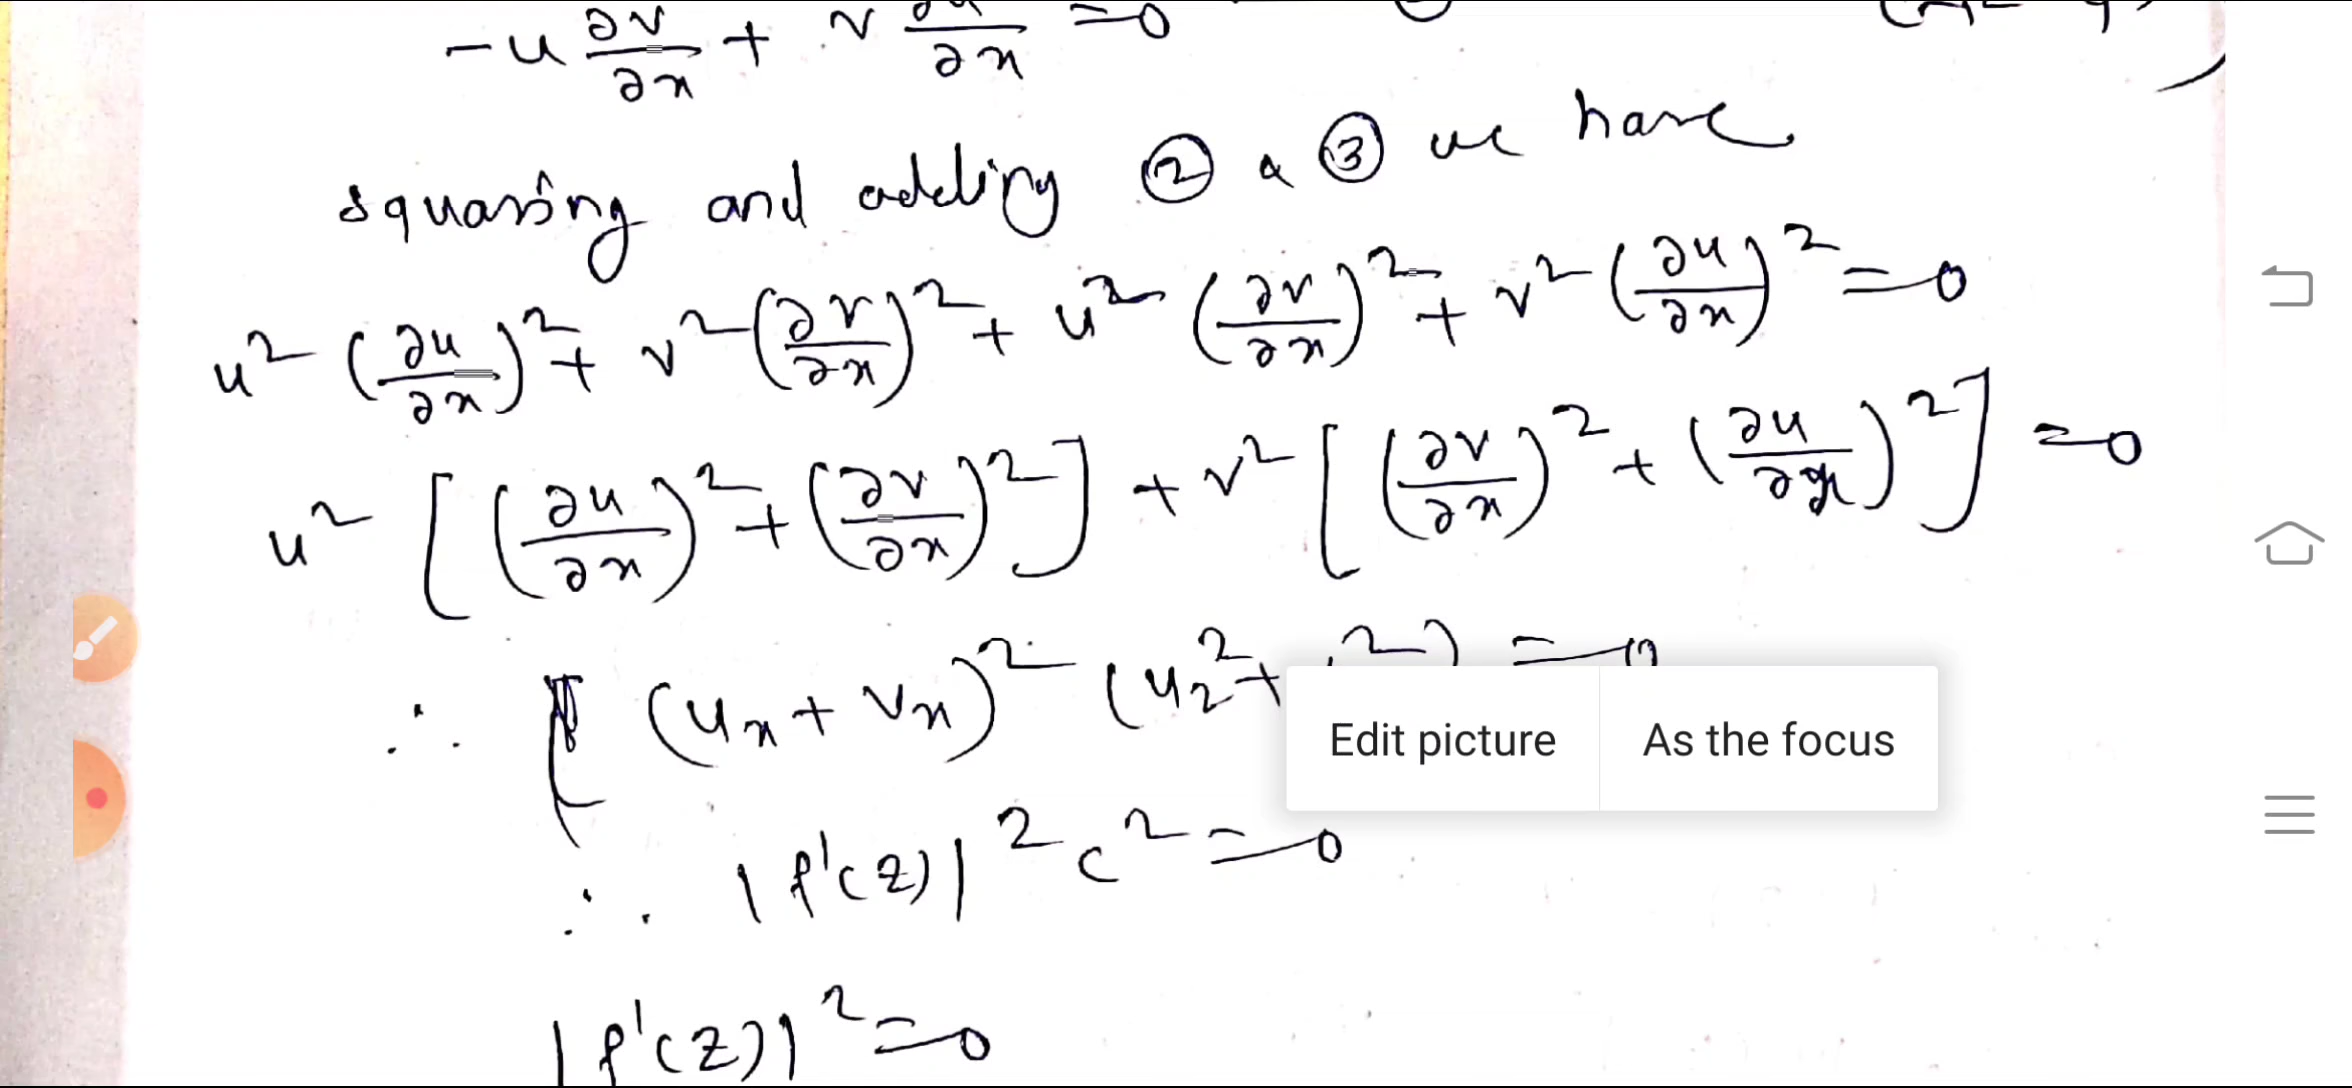 -u ∂v/∂x + v ∂u/∂x = 0
squaring and adding ② & ③ we have
u² (∂u/∂x)² + v² (∂v/∂x)² + u² (∂v/∂x)² + v² (∂u/∂x)² = 0
u² [(∂u/∂x)² + (∂v/∂x)²] + v² [(∂v/∂x)² + (∂u/∂x)²] = 0
∴ (ux + vx)² (u² + ²) = 0
Edit picture
As the focus
∴ |f'(z)|² c² = 0
|f'(z)|² = 0